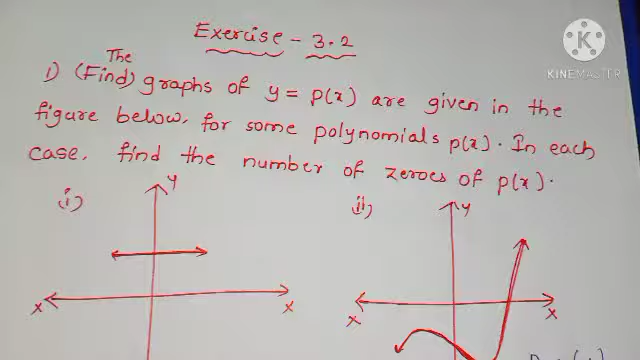 Exercise - 3.2
The
1) (Find) graphs of y = p(x) are given in the
KINEMASTER
figure below, for some polynomials p(x). In each
case, find the number of zeroes of p(x).
i) Y ii) Y
X X X X